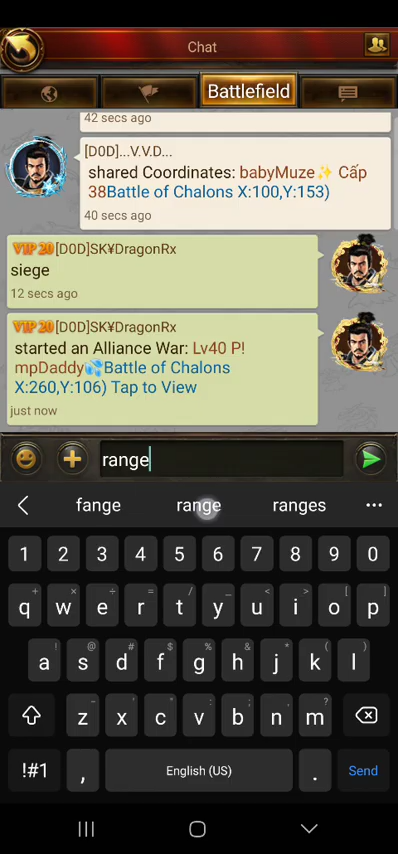 Chat
Battlefield
42 secs ago
[D0D]...V.V.D...
shared Coordinates: babyMuze✨ Cấp
38Battle of Chalons X:100,Y:153)
40 secs ago
VIP 20 [D0D]SK¥DragonRx
siege
12 secs ago
VIP 20 [D0D]SK¥DragonRx
started an Alliance War: Lv40 P!
mpDaddy💦Battle of Chalons
X:260,Y:106) Tap to View
just now
range
fange range ranges
1 2 3 4 5 6 7 8 9 0
+ × ÷ = / _ < > [ ]
q w e r t y u i o p
! @ # $ % & * ( )
a s d f g h j k l
- ' " : ; , ?
z x c v b n m
!#1 , English (US) . Send